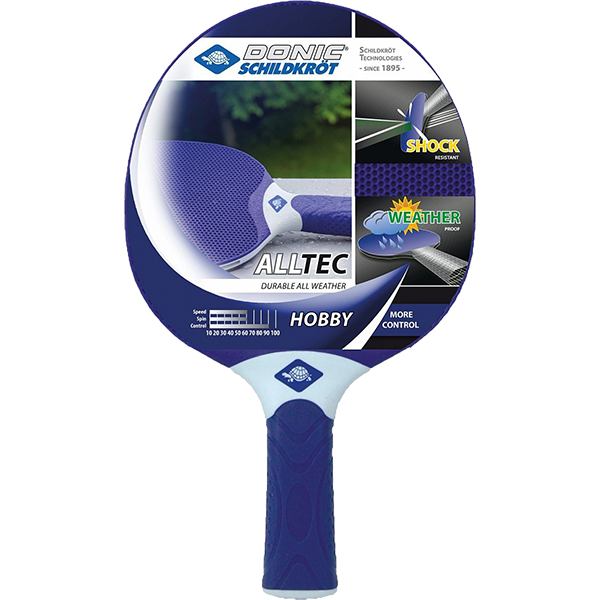 DONIC®
SCHILDKRÖT
SCHILDKRÖT
TECHNOLOGIES
- SINCE 1895 -
SHOCK
RESISTANT
WEATHER
PROOF
ALLTEC
DURABLE ALL WEATHER
Speed
Spin
Control
10 20 30 40 50 60 70 80 90 100
HOBBY
MORE
CONTROL